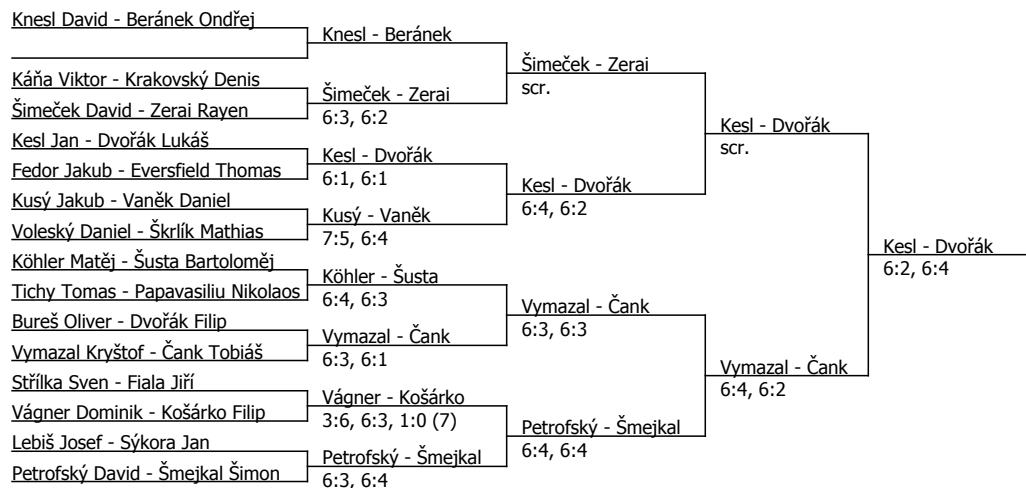 Knesl David - Beránek Ondřej
Káňa Viktor - Krakovský Denis
Šimeček David - Zerai Rayen
Kesl Jan - Dvořák Lukáš
Fedor Jakub - Eversfield Thomas
Kusý Jakub - Vaněk Daniel
Voleský Daniel - Škrlík Mathias
Köhler Matěj - Šusta Bartoloměj
Tichy Tomas - Papavasiliu Nikolaos
Bureš Oliver - Dvořák Filip
Vymazal Kryštof - Čank Tobiáš
Střílka Sven - Fiala Jiří
Vágner Dominik - Košárko Filip
Lebiš Josef - Sýkora Jan
Petrofský David - Šmejkal Šimon
Knesl - Beránek
Šimeček - Zerai
6:3, 6:2
Kesl - Dvořák
6:1, 6:1
Kusý - Vaněk
7:5, 6:4
Köhler - Šusta
6:4, 6:3
Vymazal - Čank
6:3, 6:1
Vágner - Košárko
3:6, 6:3, 1:0 (7)
Petrofský - Šmejkal
6:3, 6:4
Šimeček - Zerai
scr.
Kesl - Dvořák
6:4, 6:2
Vymazal - Čank
6:3, 6:3
Petrofský - Šmejkal
6:4, 6:4
Kesl - Dvořák
scr.
Vymazal - Čank
6:4, 6:2
Kesl - Dvořák
6:2, 6:4